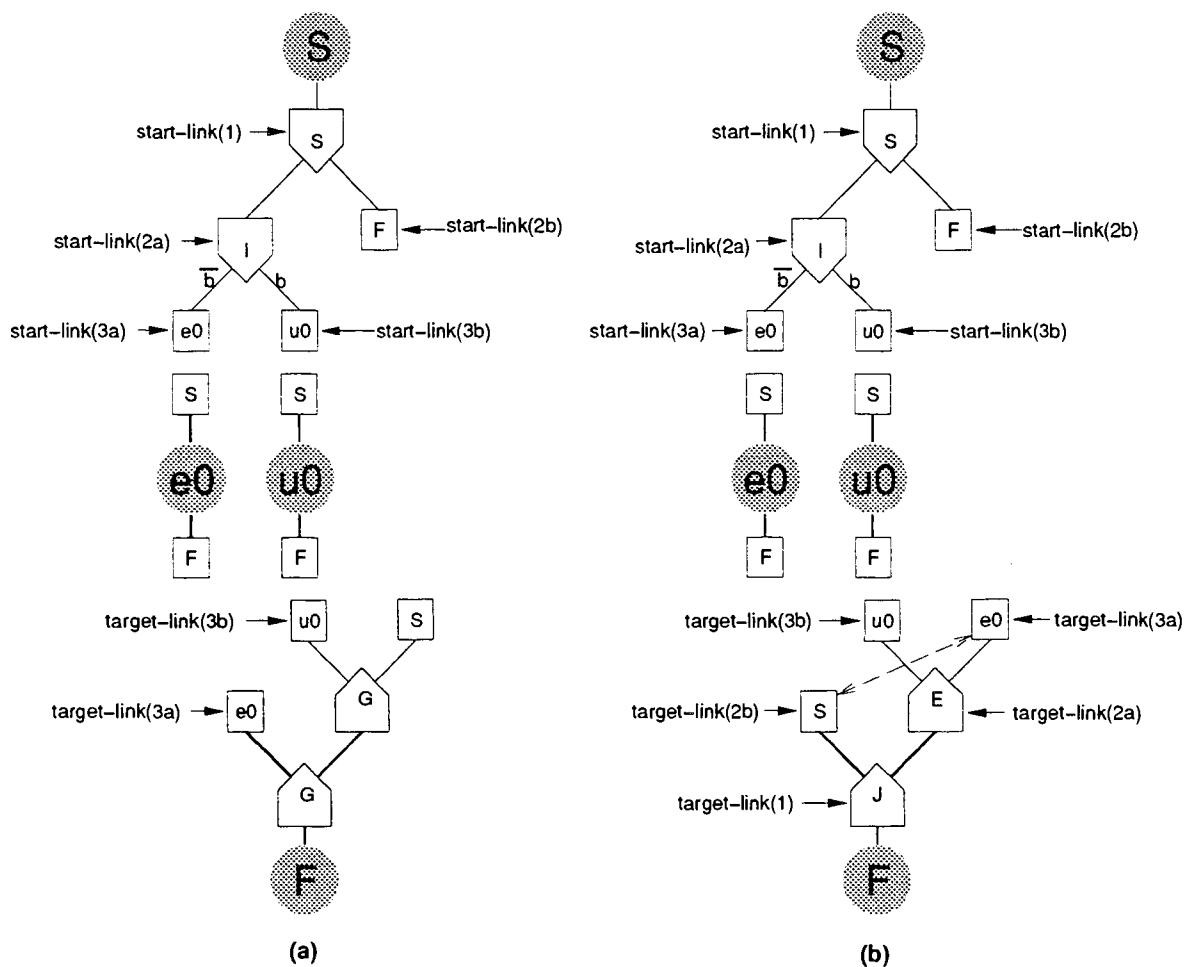 S S
start-link(1) S start-link(1) S
F start-link(2b) F start-link(2b)
start-link(2a) I start-link(2a) I
b̅ b b̅ b
start-link(3a) e0 u0 start-link(3b) start-link(3a) e0 u0 start-link(3b)
S S S S
e0 u0 e0 u0
F F F F
target-link(3b) u0 S target-link(3b) u0 e0 target-link(3a)
target-link(3a) e0 G target-link(2b) S E target-link(2a)
G target-link(1) J
F F
(a) (b)